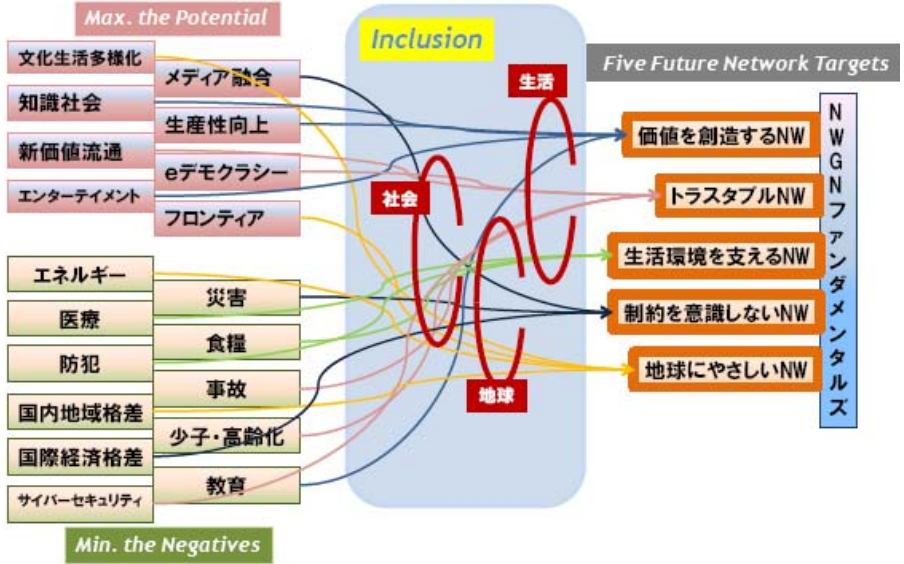 Max. the Potential
文化生活多様化
メディア融合
知識社会
生産性向上
新価値流通
eデモクラシー
エンターテイメント
フロンティア
エネルギー
災害
医療
食糧
防犯
事故
国内地域格差
少子・高齢化
国際経済格差
教育
サイバーセキュリティ
Min. the Negatives
Inclusion
生活
社会
地球
Five Future Network Targets
価値を創造するNW
トラスタブルNW
生活環境を支えるNW
制約を意識しないNW
地球にやさしいNW
NWGNファンダメンタルズ